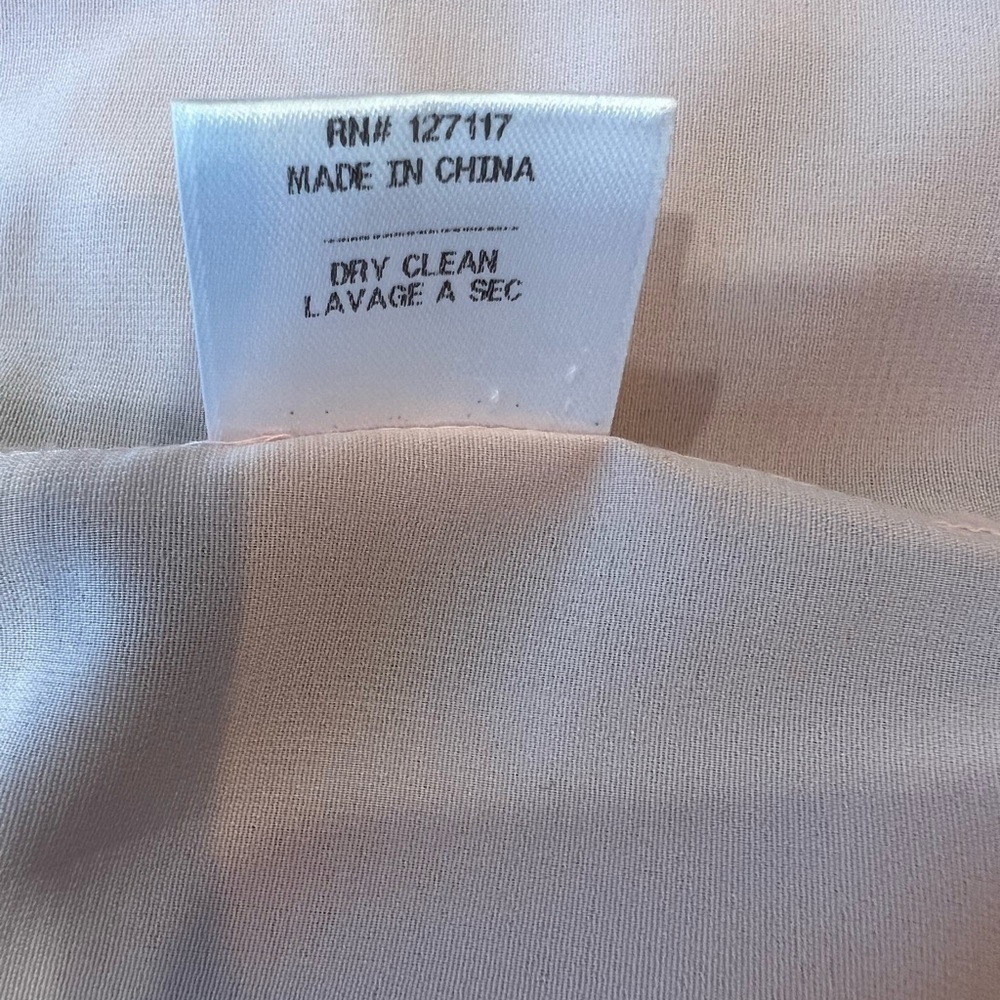 RN# 127117
MADE IN CHINA
DRY CLEAN
LAVAGE A SEC